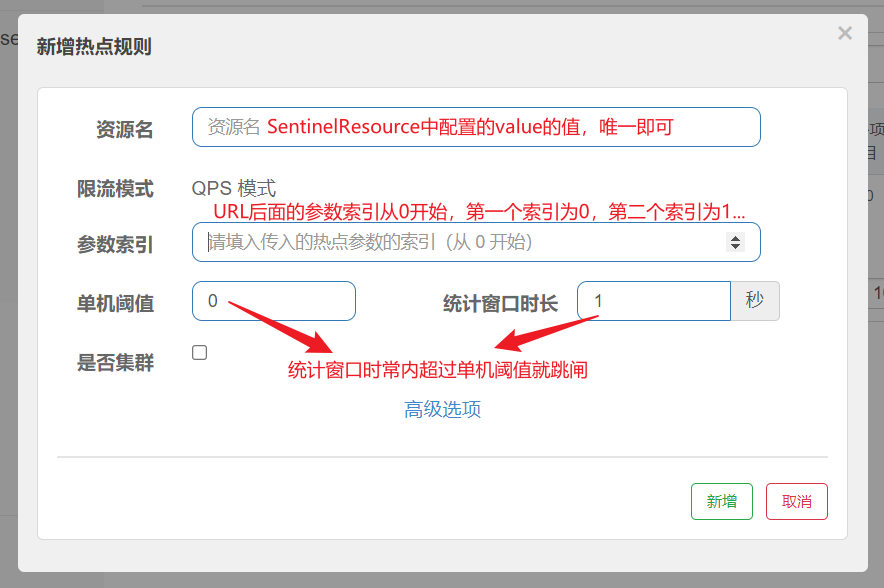 新增热点规则
×
资源名
资源名 SentinelResource中配置的value的值，唯一即可
限流模式
QPS 模式
URL后面的参数索引从0开始，第一个索引为0，第二个索引为1...
参数索引
请填入传入的热点参数的索引（从 0 开始）
单机阈值
0
统计窗口时长
1
秒
是否集群
统计窗口时常内超过单机阈值就跳闸
高级选项
新增
取消
se
项
目
0